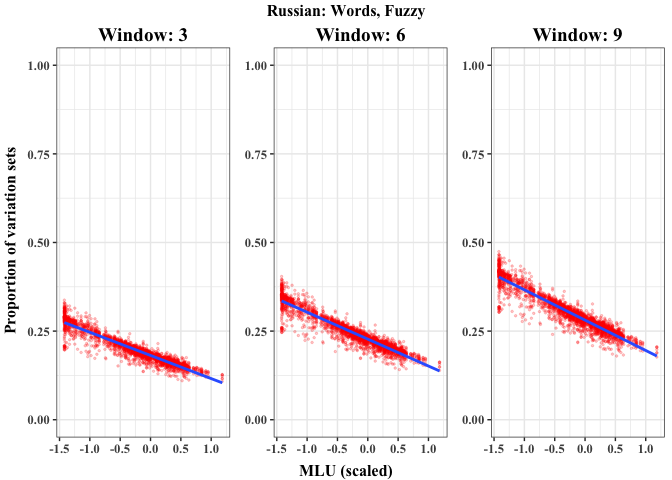 Russian: Words, Fuzzy
Window: 3 Window: 6 Window: 9
Proportion of variation sets
1.00 1.00 1.00
0.75 0.75 0.75
0.50 0.50 0.50
0.25 0.25 0.25
0.00 0.00 0.00
-1.5 -1.0 -0.5 0.0 0.5 1.0 -1.5 -1.0 -0.5 0.0 0.5 1.0 -1.5 -1.0 -0.5 0.0 0.5 1.0
MLU (scaled)